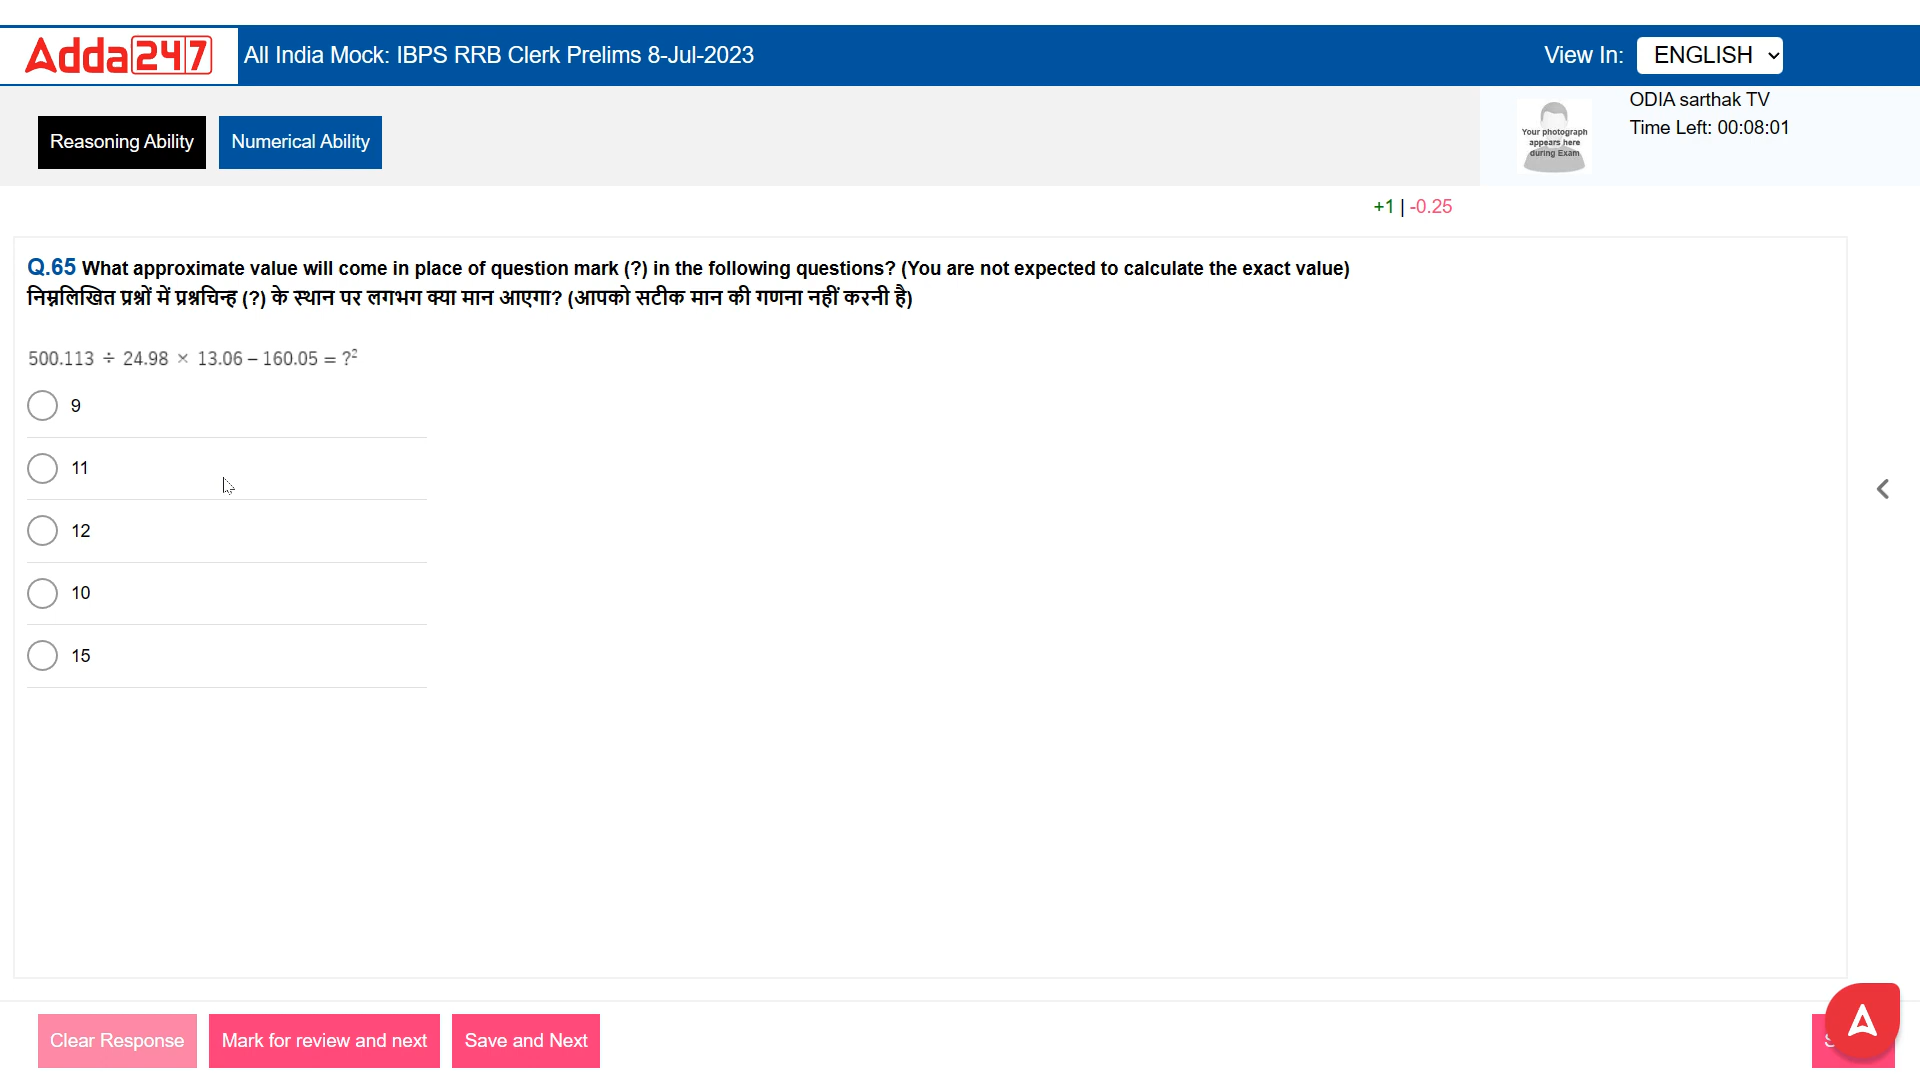 Adda247 All India Mock: IBPS RRB Clerk Prelims 8-Jul-2023 View In: ENGLISH
ODIA sarthak TV
Time Left: 00:08:01
Your photograph
appears here
during Exam
Reasoning Ability Numerical Ability
+1 | -0.25
Q.65 What approximate value will come in place of question mark (?) in the following questions? (You are not expected to calculate the exact value)
निम्नलिखित प्रश्नों में प्रश्नचिन्ह (?) के स्थान पर लगभग क्या मान आएगा? (आपको सटीक मान की गणना नहीं करनी है)
500.113 ÷ 24.98 × 13.06 – 160.05 = ?²
9
11
12
10
15
Clear Response Mark for review and next Save and Next